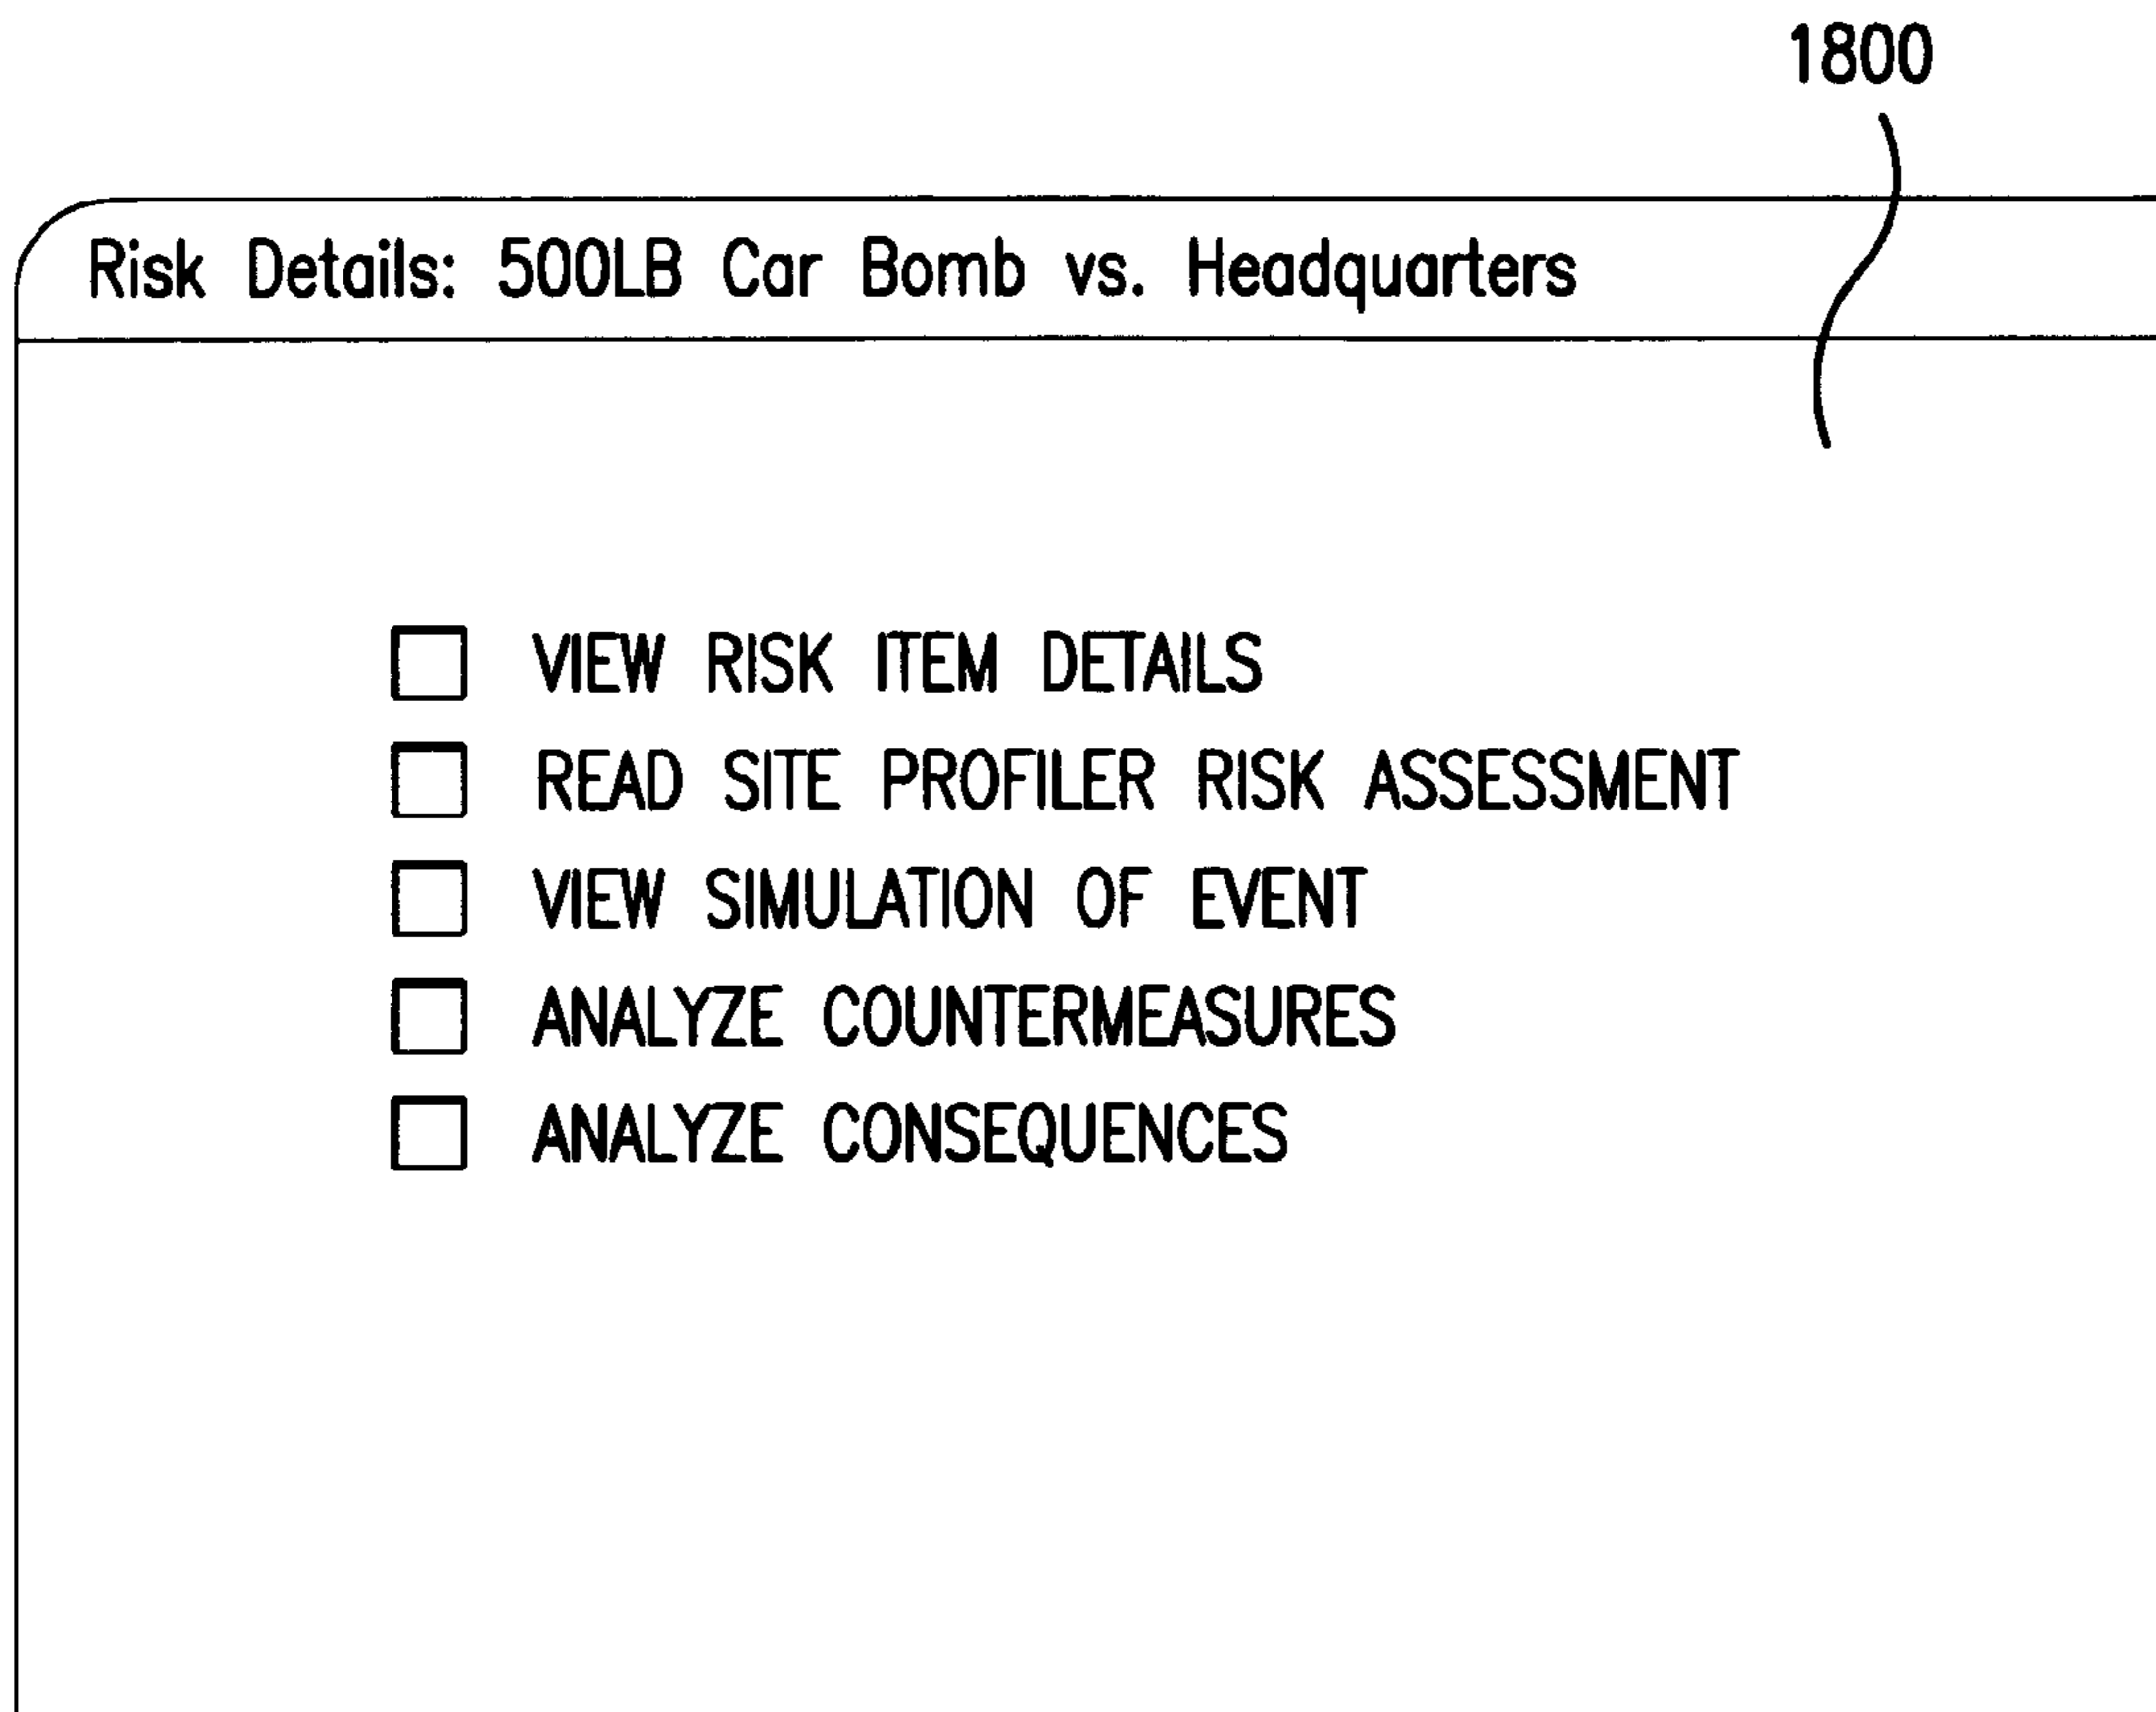 1800
Risk Details: 500LB Car Bomb vs. Headquarters
VIEW RISK ITEM DETAILS
READ SITE PROFILER RISK ASSESSMENT
VIEW SIMULATION OF EVENT
ANALYZE COUNTERMEASURES
ANALYZE CONSEQUENCES